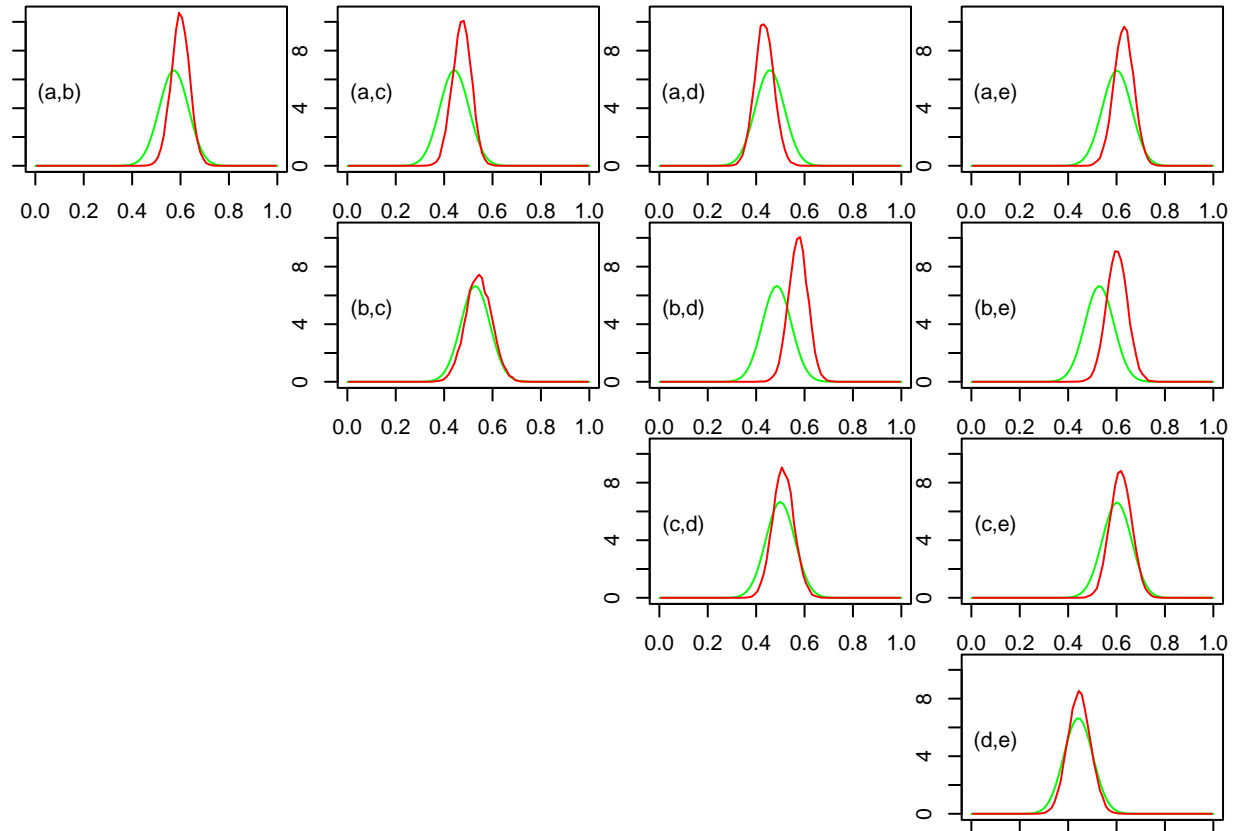 (a,b) 0 4 8 (a,c) 0 4 8 (a,d) 0 4 8 (a,e)
0.0 0.2 0.4 0.6 0.8 1.0 0.0 0.2 0.4 0.6 0.8 1.0 0.0 0.2 0.4 0.6 0.8 1.0 0.0 0.2 0.4 0.6 0.8 1.0
0 4 8 (b,c) 0 4 8 (b,d) 0 4 8 (b,e)
0.0 0.2 0.4 0.6 0.8 1.0 0.0 0.2 0.4 0.6 0.8 1.0 0.0 0.2 0.4 0.6 0.8 1.0
0 4 8 (c,d) 0 4 8 (c,e)
0.0 0.2 0.4 0.6 0.8 1.0 0.0 0.2 0.4 0.6 0.8 1.0
0 4 8 (d,e)